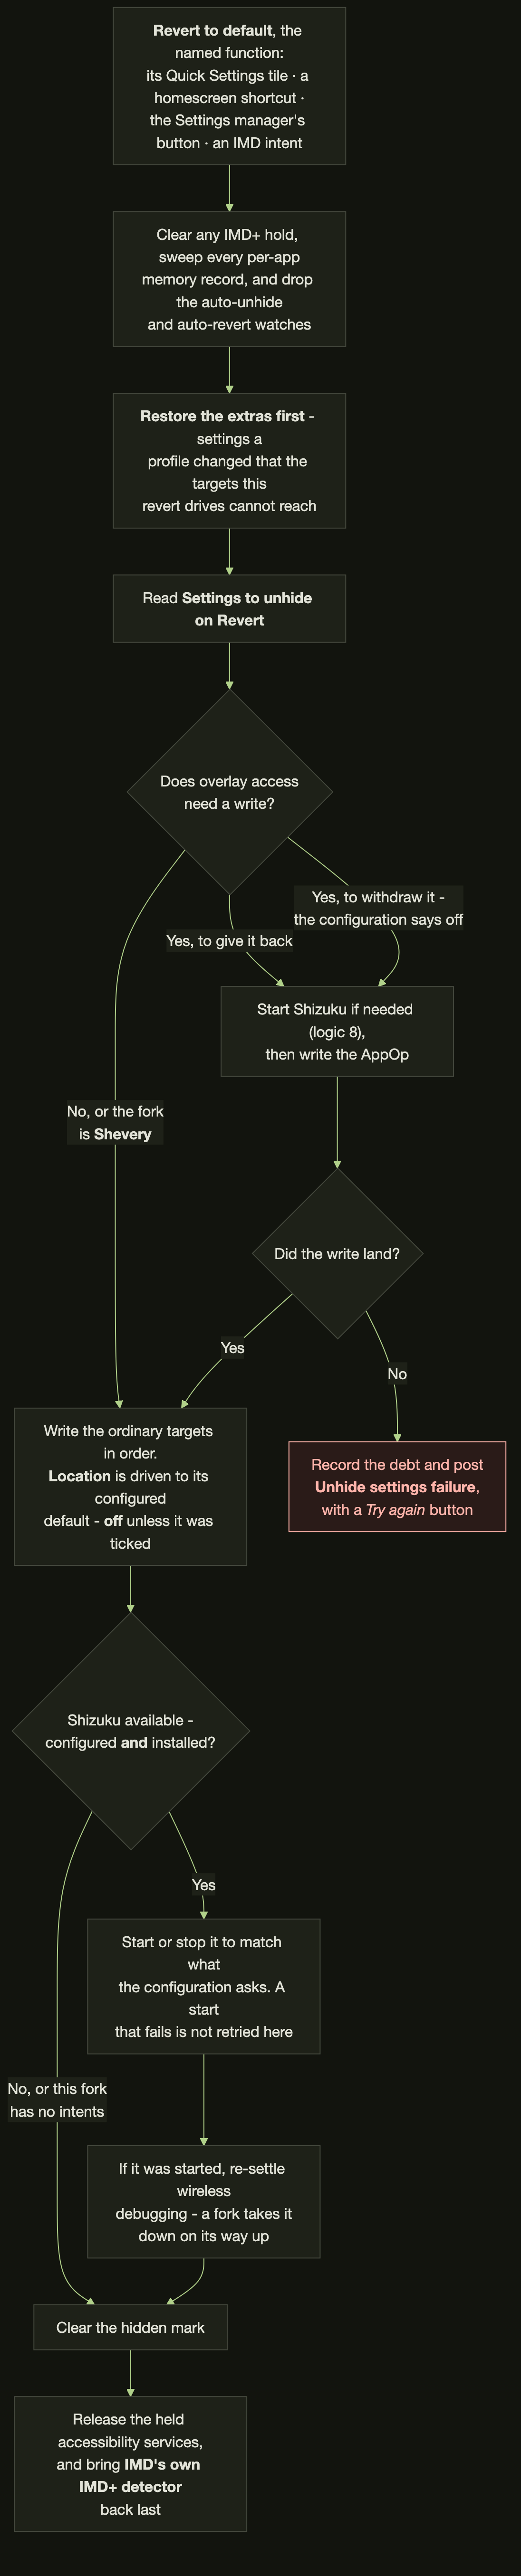 Revert to default, the
named function:
its Quick Settings tile · a
homescreen shortcut ·
the Settings manager's
button · an IMD intent
Clear any IMD+ hold,
sweep every per-app
memory record, and drop
the auto-unhide
and auto-revert watches
Restore the extras first -
settings a
profile changed that the
targets this
revert drives cannot reach
Read Settings to unhide
on Revert
Does overlay access
need a write?
Yes, to withdraw it -
the configuration says off
Yes, to give it back
Start Shizuku if needed
(logic 8),
then write the AppOp
No, or the fork
is Shevery
Did the write land?
Yes
No
Write the ordinary targets
in order.
Location is driven to its
configured
default - off unless it was
ticked
Record the debt and post
Unhide settings failure,
with a Try again button
Shizuku available -
configured and installed?
Yes
Start or stop it to match
what
the configuration asks. A
start
that fails is not retried here
No, or this fork
has no intents
If it was started, re-settle
wireless
debugging - a fork takes it
down on its way up
Clear the hidden mark
Release the held
accessibility services,
and bring IMD's own
IMD+ detector
back last